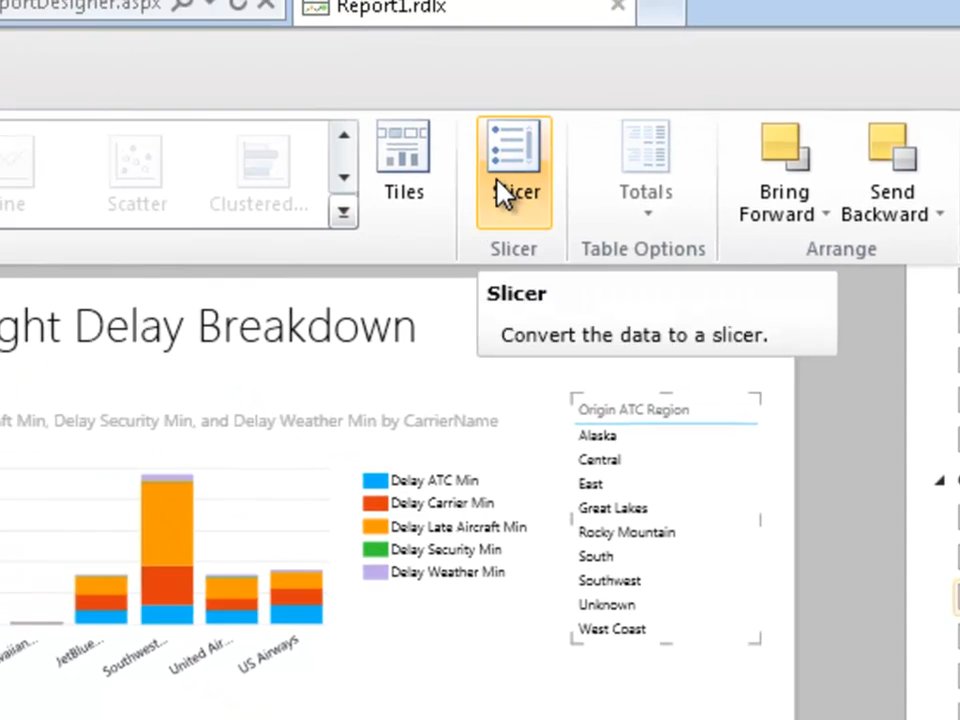 portDesigner.aspx
Report1.rdlx
ine
Scatter
Clustered...
Tiles
Slicer
Totals
Bring
Forward
Send
Backward
Slicer
Table Options
Arrange
Slicer
Convert the data to a slicer.
ght Delay Breakdown
ft Min, Delay Security Min, and Delay Weather Min by CarrierName
Origin ATC Region
Alaska
Central
East
Great Lakes
Rocky Mountain
South
Southwest
Unknown
West Coast
Delay ATC Min
Delay Carrier Min
Delay Late Aircraft Min
Delay Security Min
Delay Weather Min
aiian...
JetBlue...
Southwest...
United Air...
US Airways